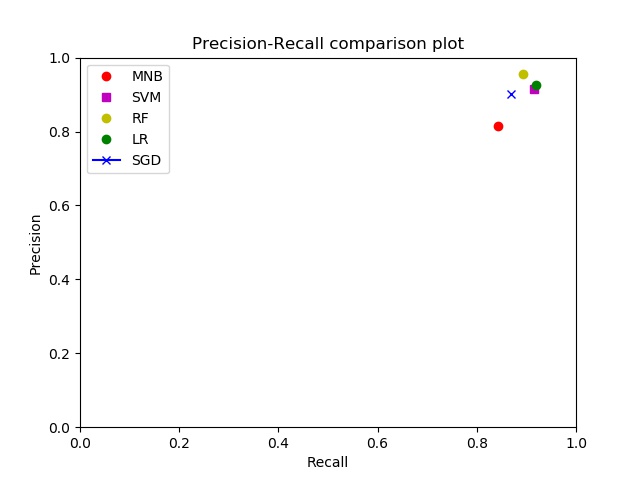 Precision-Recall comparison plot
1.0
0.8
0.6
0.4
0.2
0.0
Precision
MNB
SVM
RF
LR
SGD
0.0 0.2 0.4 0.6 0.8 1.0
Recall